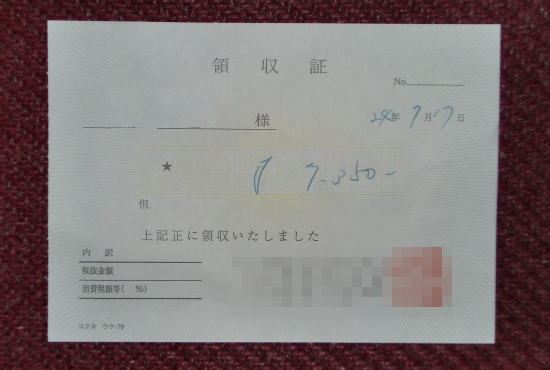 領収証
No
24年 7月17日
様
★ ¥ 7,350-
但
上記正に領収いたしました
内訳
税抜金額
消費税額等( %)
コクヨ ウケ-78